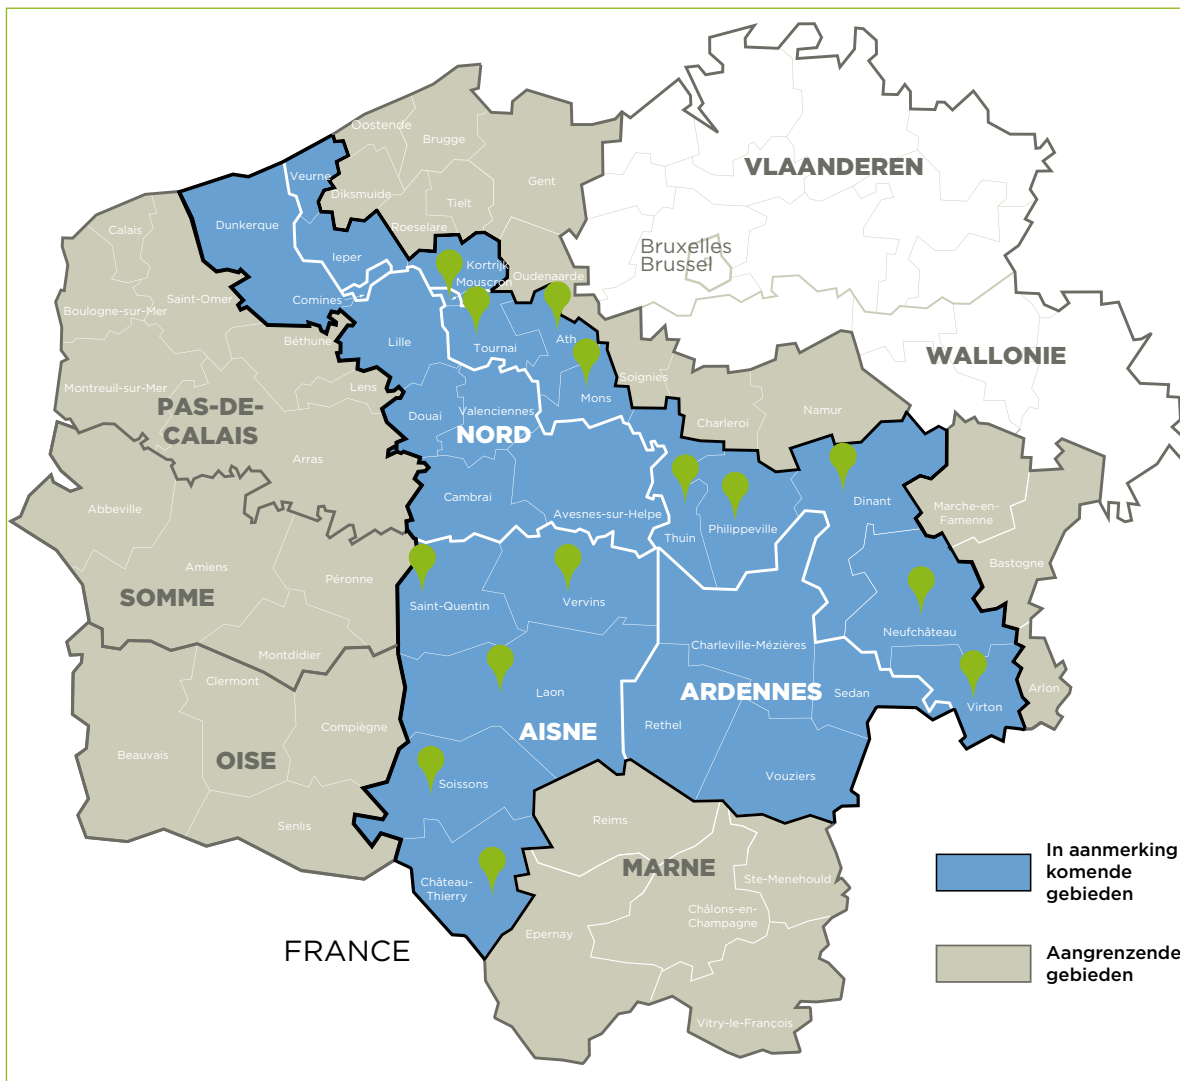 Oostende
Brugge
Gent
Veurne
Diksmuide
Tielt
Roeselare
Dunkerque
Calais
Ieper
Kortrijk
Mouscron
Oudenaarde
VLAANDEREN
Bruxelles
Brussel
WALLONIE
Saint-Omer
Comines
Boulogne-sur-Mer
Béthune
Lille
Tournai
Ath
Soignies
Montreuil-sur-Mer
Lens
PAS-DE-
CALAIS
Douai
Valenciennes
NORD
Mons
Charleroi
Namur
Arras
Cambrai
Avesnes-sur-Helpe
Thuin
Philippeville
Dinant
Marche-en-
Famenne
Bastogne
Abbeville
Amiens
Péronne
SOMME
Montdidier
Saint-Quentin
Vervins
Charleville-Mézières
Neufchâteau
Clermont
Compiègne
Beauvais
OISE
Senlis
Laon
AISNE
ARDENNES
Rethel
Sedan
Virton
Arlon
Vouziers
Soissons
Château-
Thierry
Reims
MARNE
Ste-Menehould
Châlons-en-
Champagne
Epernay
Vitry-le-François
FRANCE
In aanmerking
komende
gebieden
Aangrenzende
gebieden